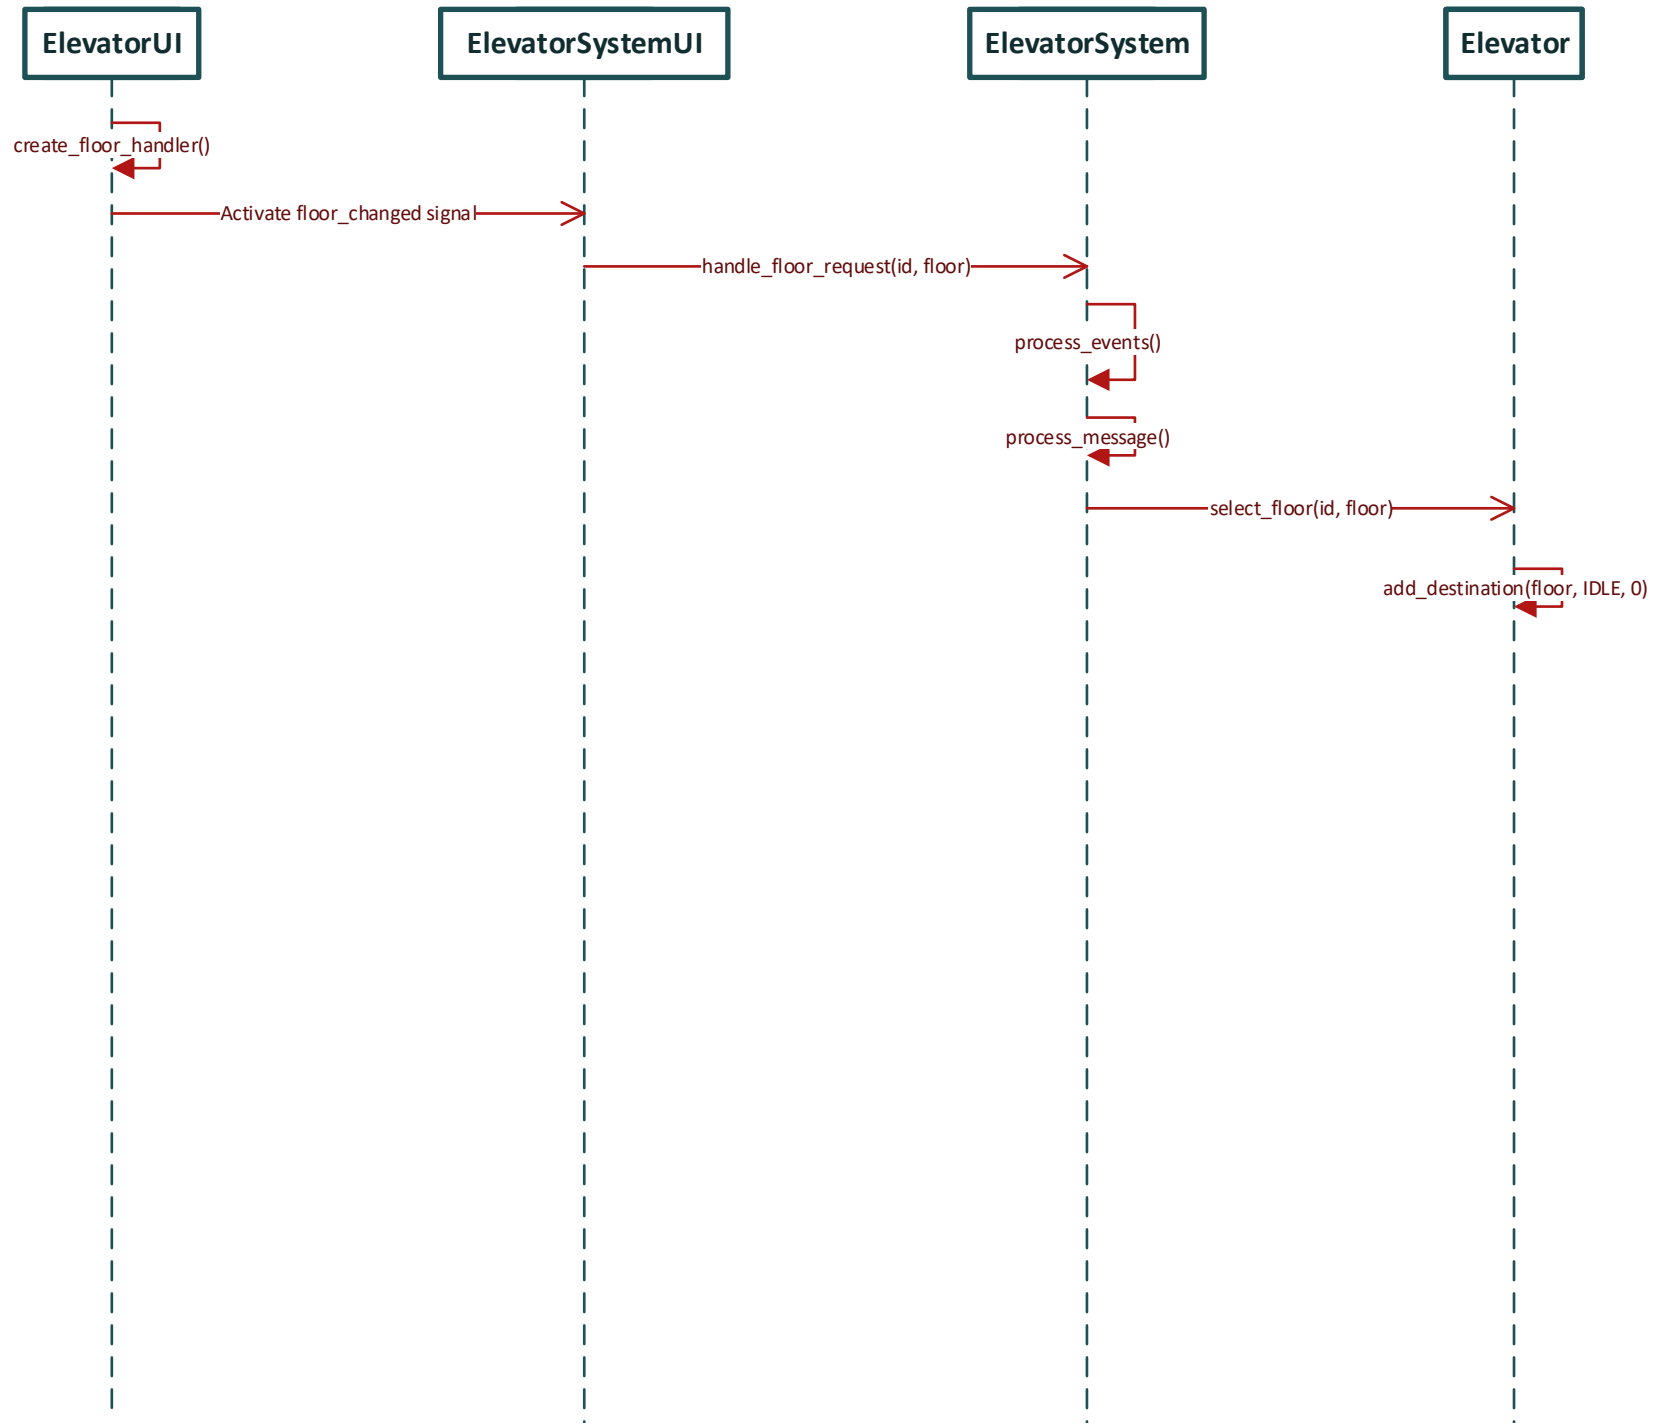 ElevatorUI
ElevatorSystemUI
ElevatorSystem
Elevator
create_floor_handler()
Activate floor_changed signal
handle_floor_request(id, floor)
process_events()
process_message()
select_floor(id, floor)
add_destination(floor, IDLE, 0)